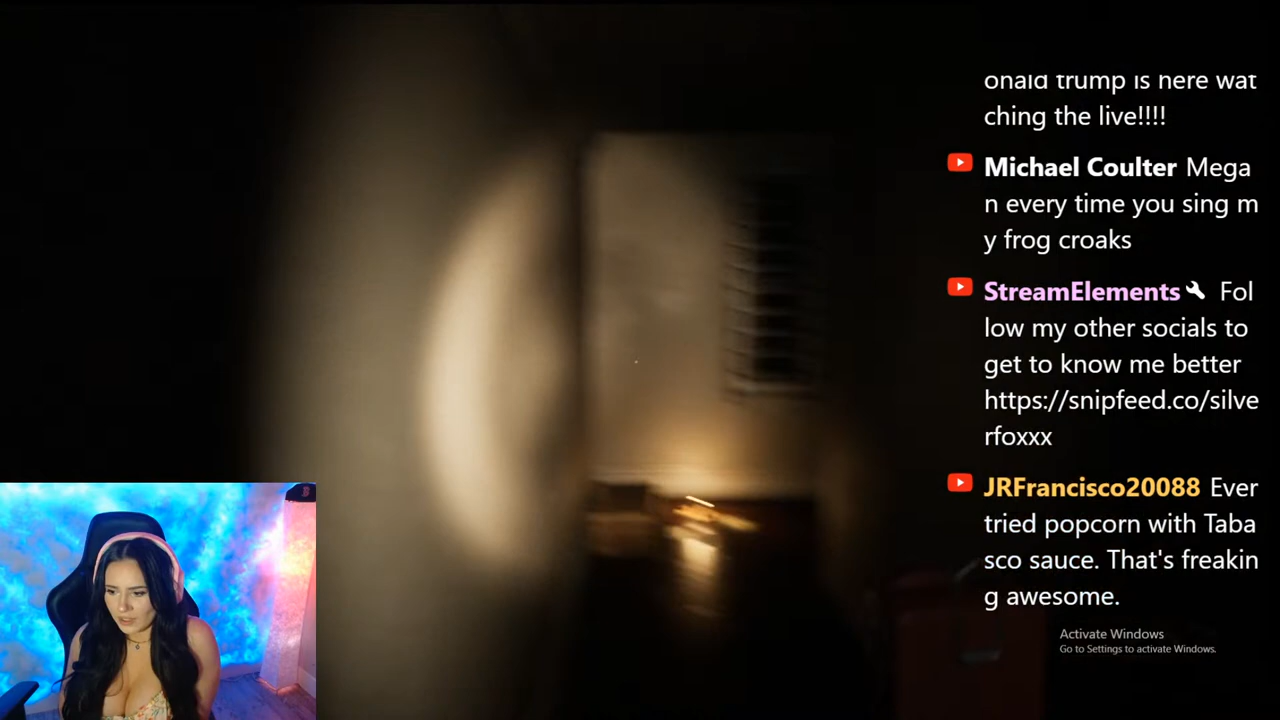 onald trump is here wat
ching the live!!!!
Michael Coulter Mega
n every time you sing m
y frog croaks
StreamElements Fol
low my other socials to
get to know me better
https://snipfeed.co/silve
rfoxxx
JRFrancisco20088 Ever
tried popcorn with Taba
sco sauce. That's freakin
g awesome.
Activate Windows
Go to Settings to activate Windows.